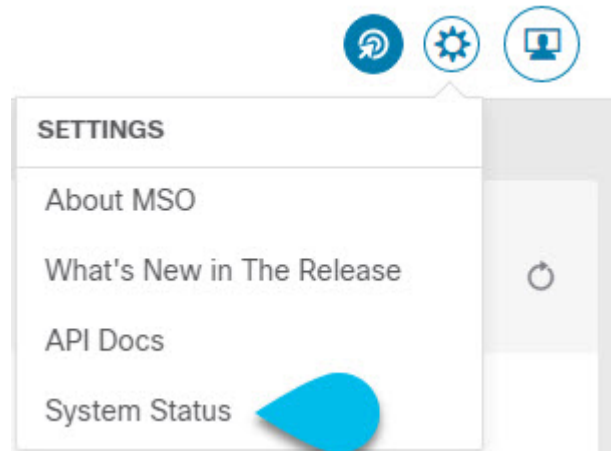 SETTINGS
About MSO
What's New in The Release
API Docs
System Status